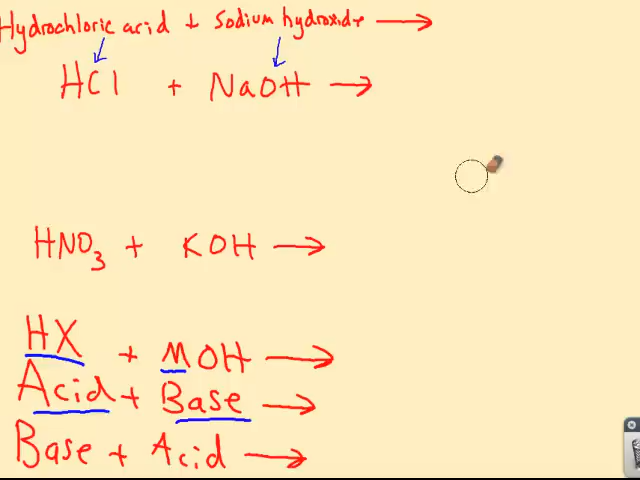 Hydrochloric acid + Sodium hydroxide →
HCl + NaOH →
HNO₃ + KOH →
HX + MOH →
Acid + Base →
Base + Acid →